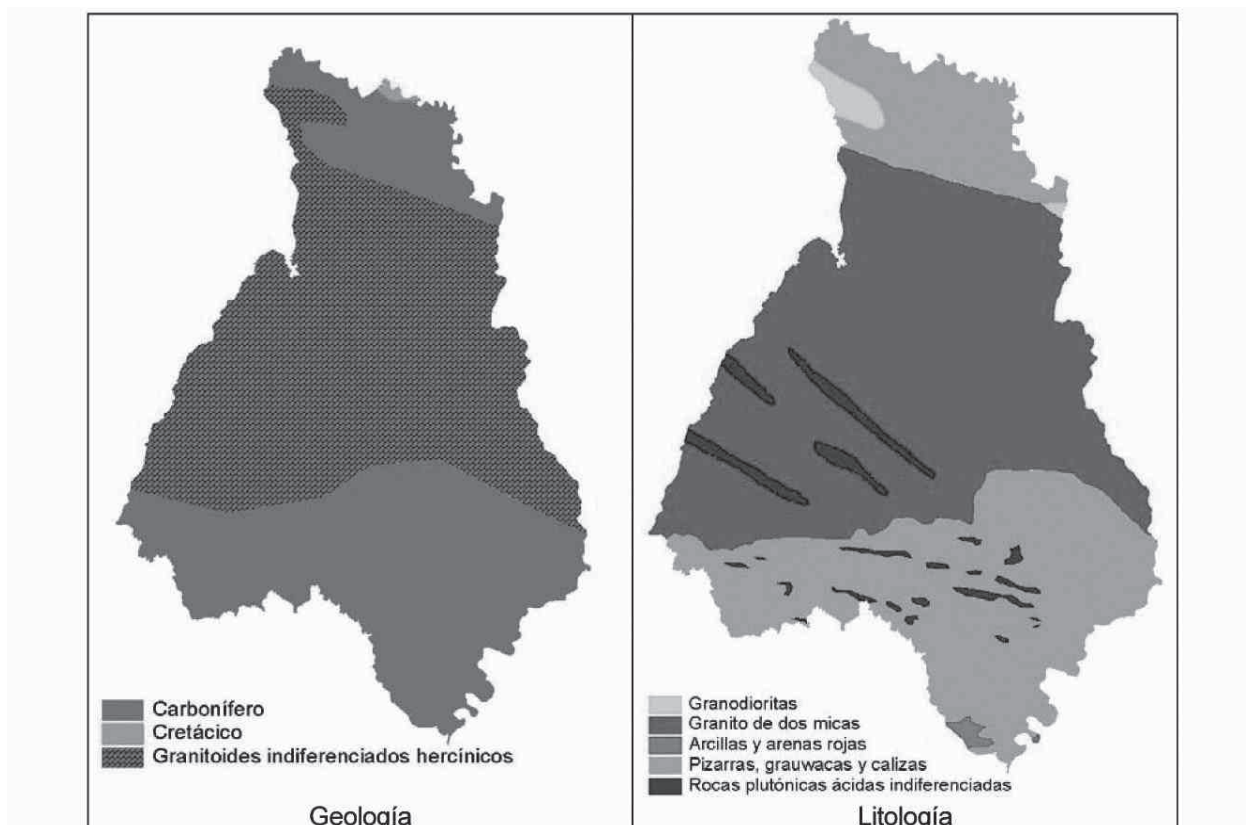 Carbonífero
Cretácico
Granitoides indiferenciados hercínicos
Geología
Granodioritas
Granito de dos micas
Arcillas y arenas rojas
Pizarras, grauwacas y calizas
Rocas plutónicas ácidas indiferenciadas
Litología